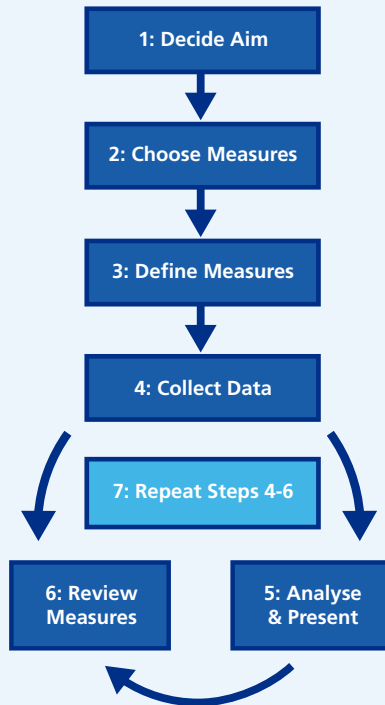 1: Decide Aim
2: Choose Measures
3: Define Measures
4: Collect Data
7: Repeat Steps 4-6
6: Review
Measures
5: Analyse
& Present